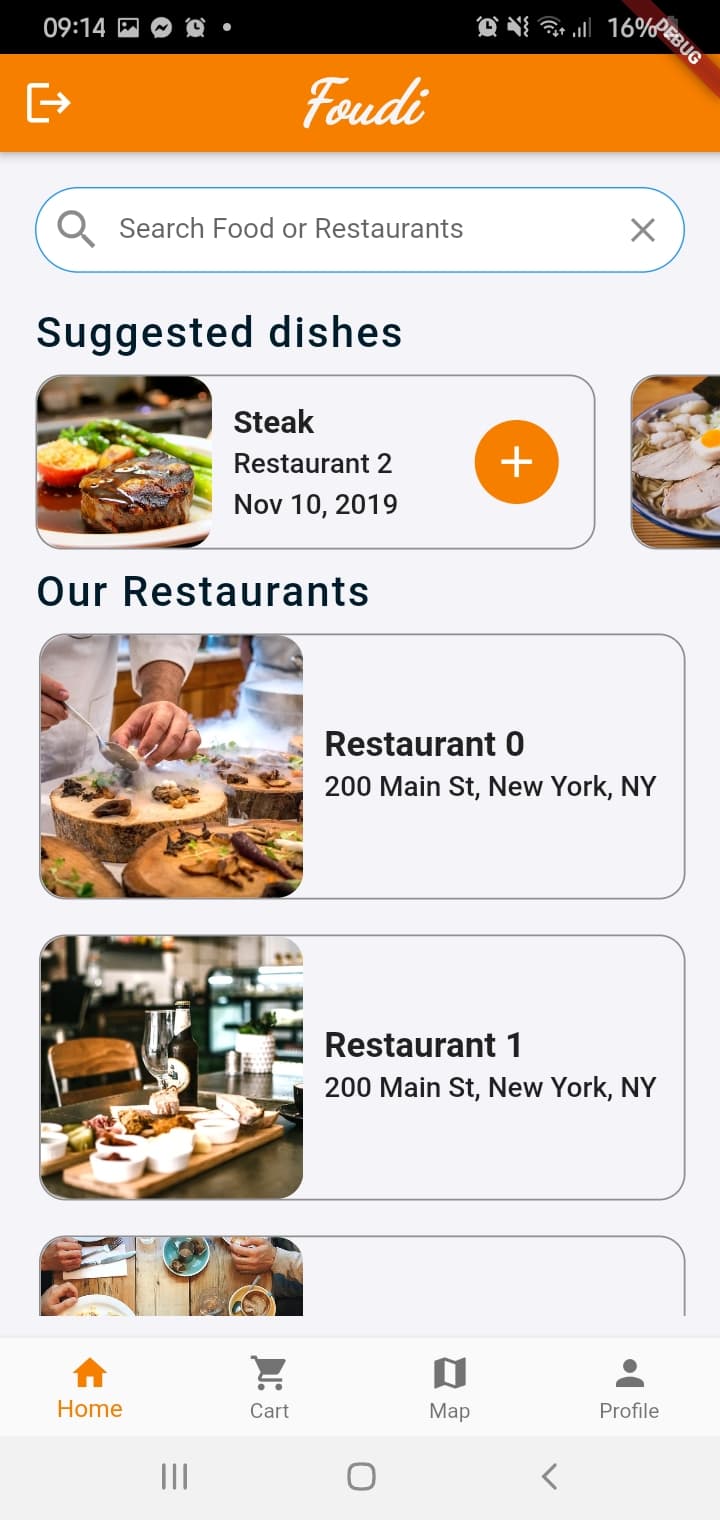 09:14
16%
DEBUG
Foudi
Search Food or Restaurants
Suggested dishes
Steak
Restaurant 2
Nov 10, 2019
Our Restaurants
Restaurant 0
200 Main St, New York, NY
Restaurant 1
200 Main St, New York, NY
Home
Cart
Map
Profile